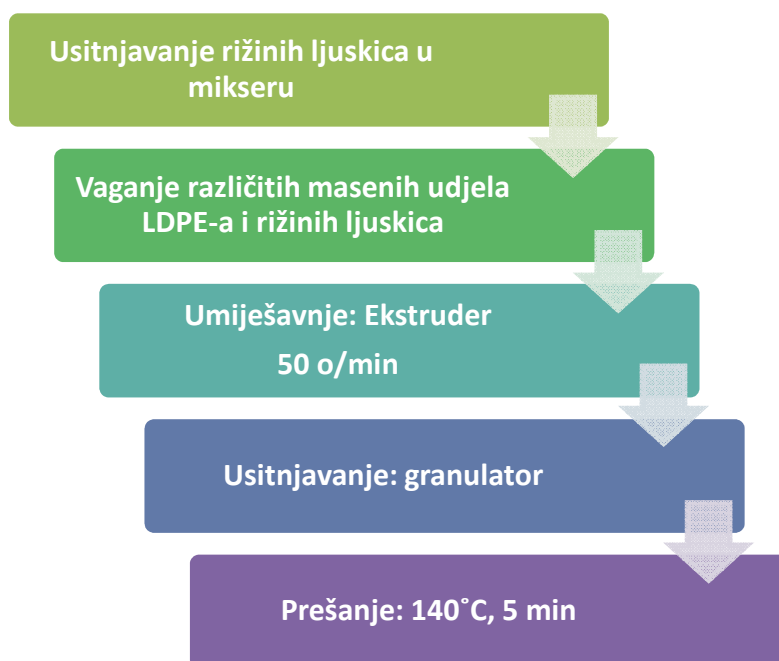 Usitnjavanje rižinih ljuskica u
mikseru
Vaganje različitih masenih udjela
LDPE-a i rižinih ljuskica
Umiješavnje: Ekstruder
50 o/min
Usitnjavanje: granulator
Prešanje: 140˚C, 5 min